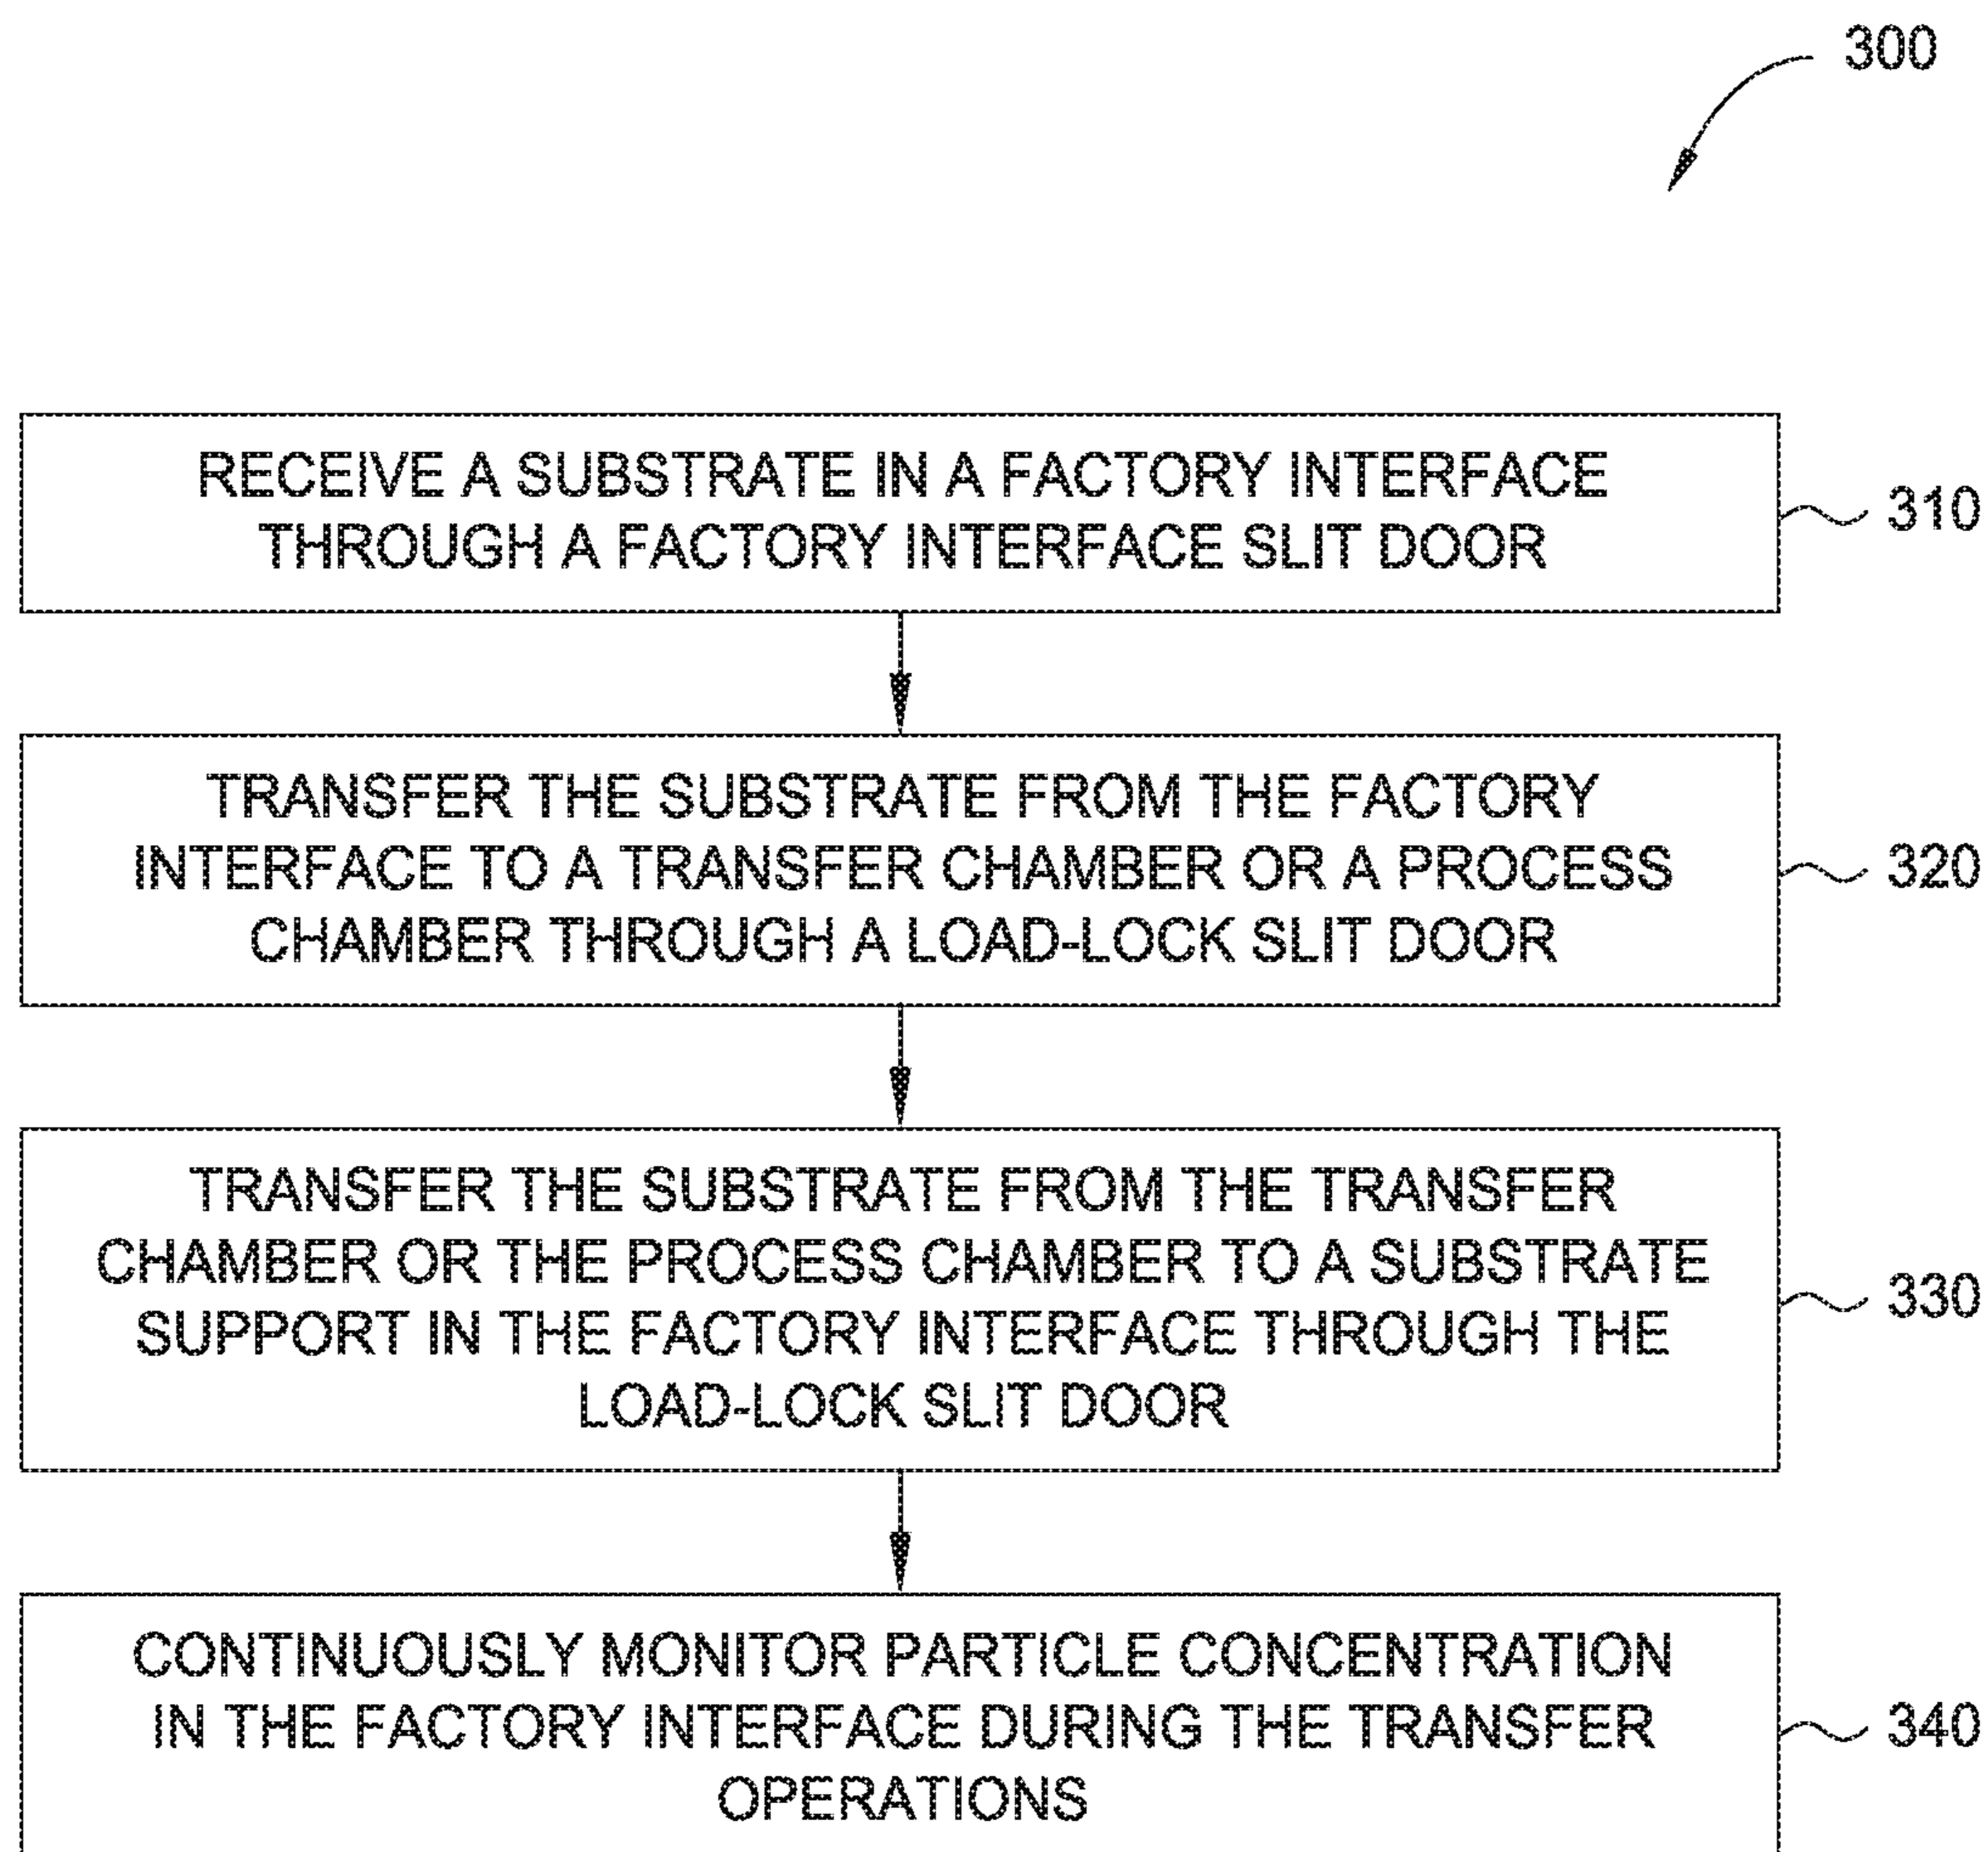 300
RECEIVE A SUBSTRATE IN A FACTORY INTERFACE
THROUGH A FACTORY INTERFACE SLIT DOOR
310
TRANSFER THE SUBSTRATE FROM THE FACTORY
INTERFACE TO A TRANSFER CHAMBER OR A PROCESS
CHAMBER THROUGH A LOAD-LOCK SLIT DOOR
320
TRANSFER THE SUBSTRATE FROM THE TRANSFER
CHAMBER OR THE PROCESS CHAMBER TO A SUBSTRATE
SUPPORT IN THE FACTORY INTERFACE THROUGH THE
LOAD-LOCK SLIT DOOR
330
CONTINUOUSLY MONITOR PARTICLE CONCENTRATION
IN THE FACTORY INTERFACE DURING THE TRANSFER
OPERATIONS
340